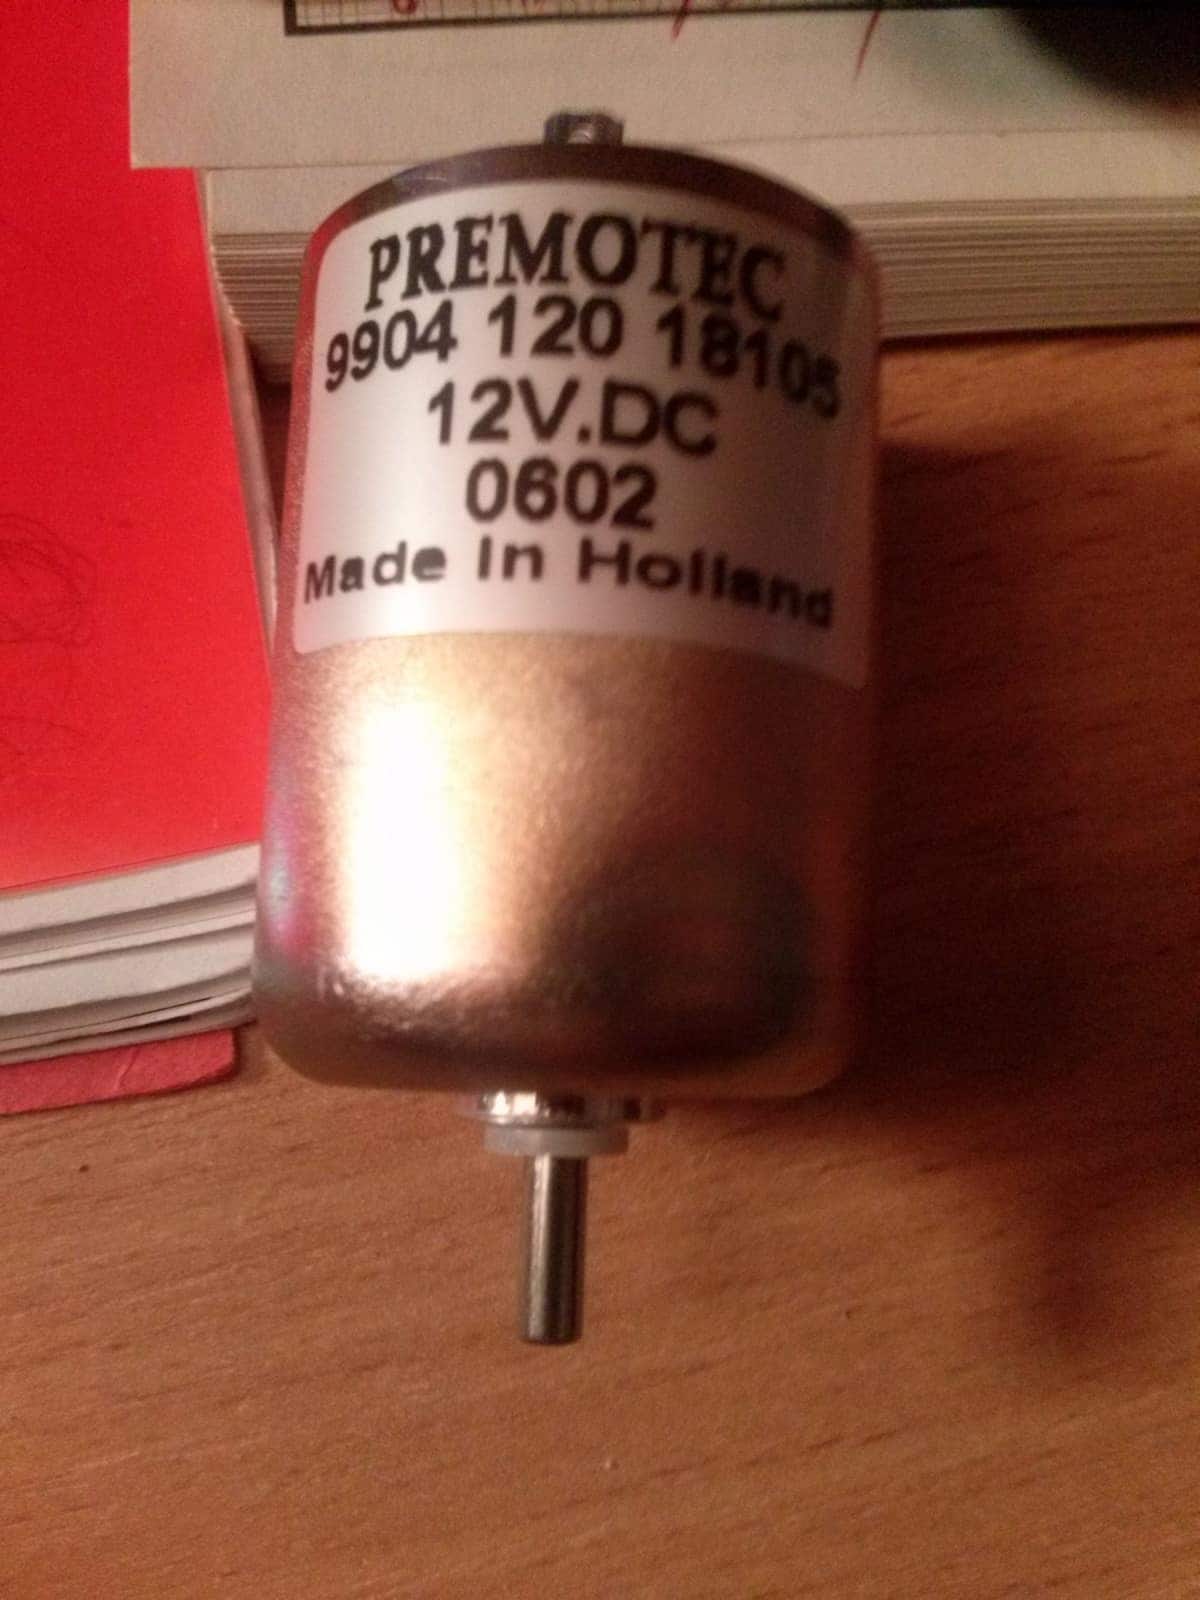 PREMOTEC
9904 120 18105
12V.DC
0602
Made In Holland